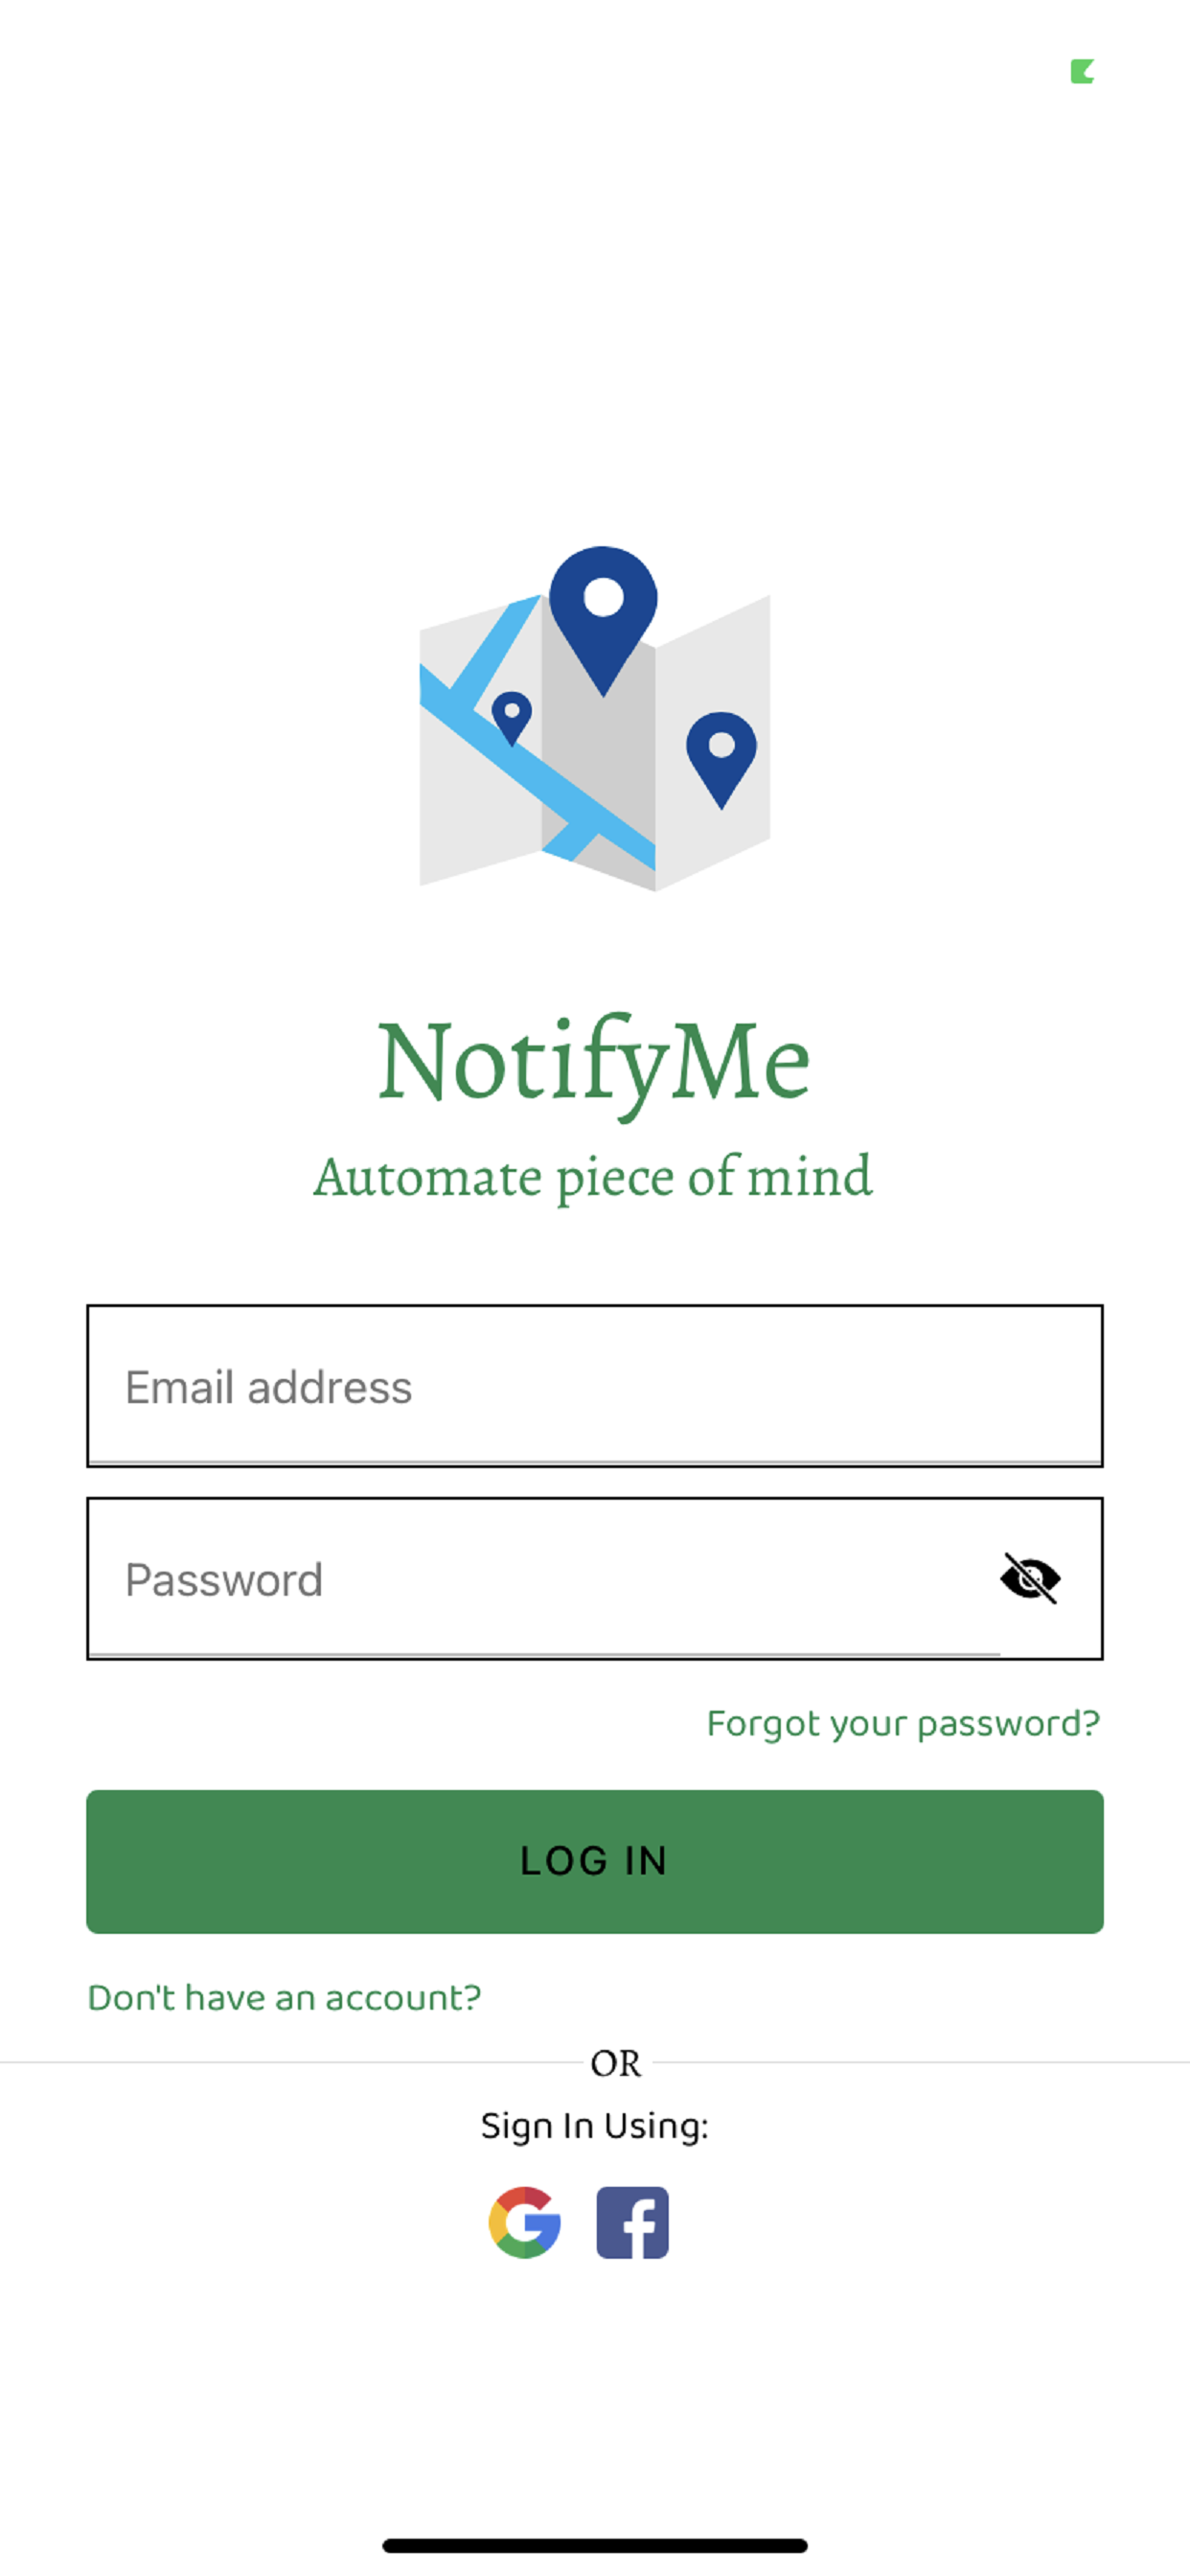 NotifyMe
Automate piece of mind
Email address
Password
Forgot your password?
LOG IN
Don't have an account?
OR
Sign In Using: